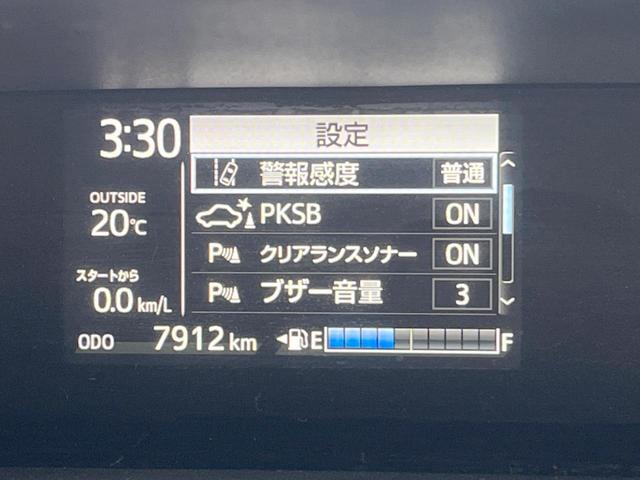 3:30
設定
警報感度 普通
OUTSIDE
20℃
PKSB ON
P クリアランスソナー ON
スタートから
0.0 km/L
P ブザー音量 3
ODO 7912 km E F